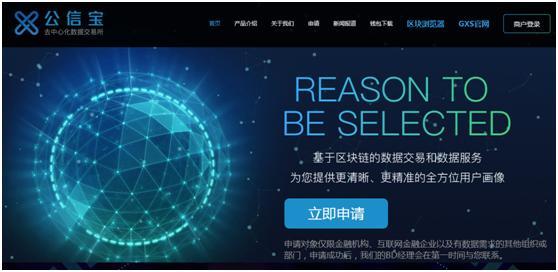 公信宝
去中心化数据交易所
首页 产品介绍 关于我们 申请 新闻报道 钱包下载 区块浏览器 GXS官网 商户登录
REASON TO
BE SELECTED
基于区块链的数据交易和数据服务
为您提供更清晰、更精准的全方位用户画像
立即申请
申请对象仅限金融机构、互联网金融企业以及有数据需求的其他组织或
部门，申请成功后，我们的BD经理会在第一时间与您联系。